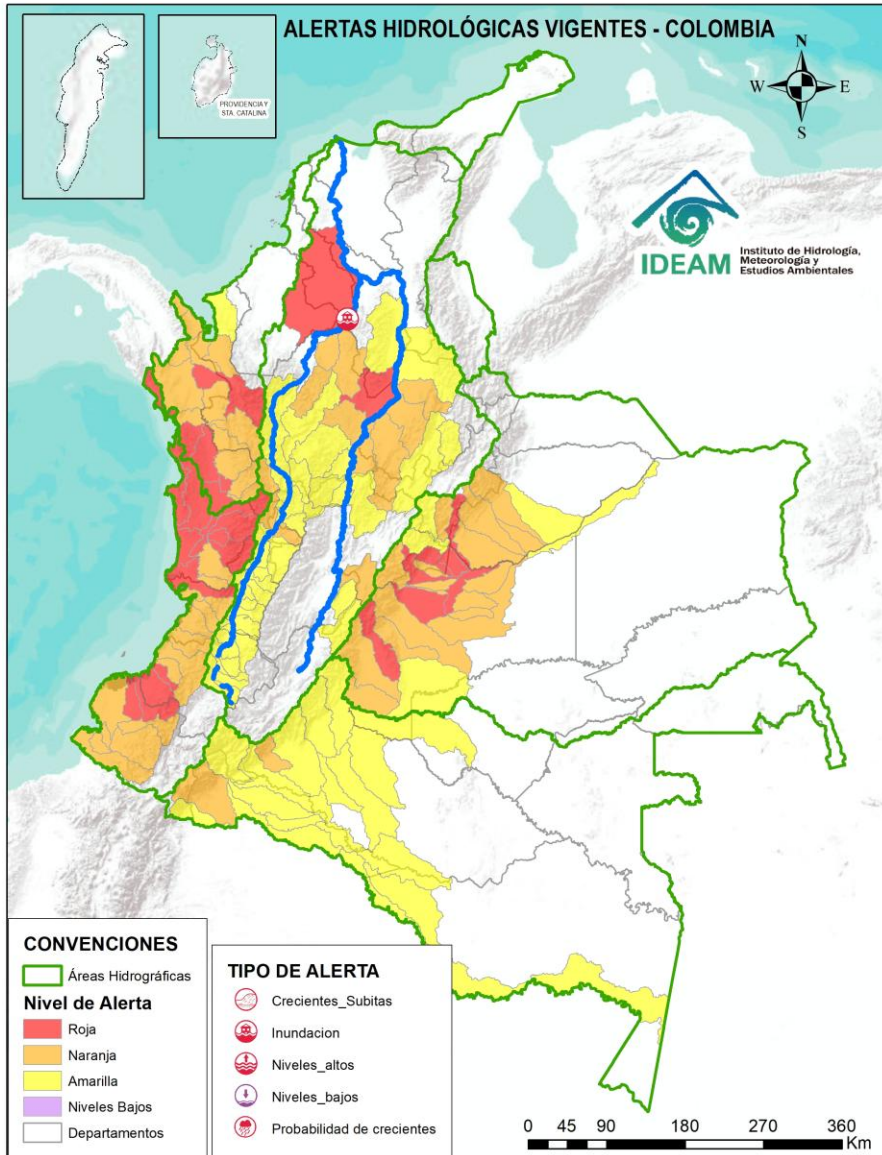 ALERTAS HIDROLÓGICAS VIGENTES - COLOMBIA
PROVIDENCIA Y
STA. CATALINA
N
W
E
S
IDEAM
Instituto de Hidrología,
Meteorología y
Estudios Ambientales
CONVENCIONES
Áreas Hidrográficas
Nivel de Alerta
Roja
Naranja
Amarilla
Niveles Bajos
Departamentos
TIPO DE ALERTA
Crecientes_Subitas
Inundacion
Niveles_altos
Niveles_bajos
Probabilidad de crecientes
0 45 90 180 270 360
Km